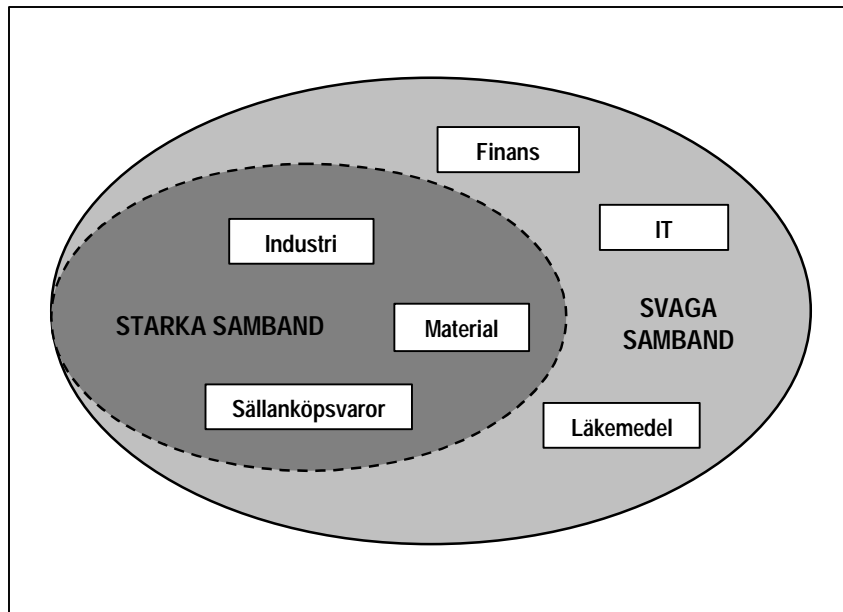 Finans
IT
Industri
STARKA SAMBAND
Material
SVAGA
SAMBAND
Sällanköpsvaror
Läkemedel